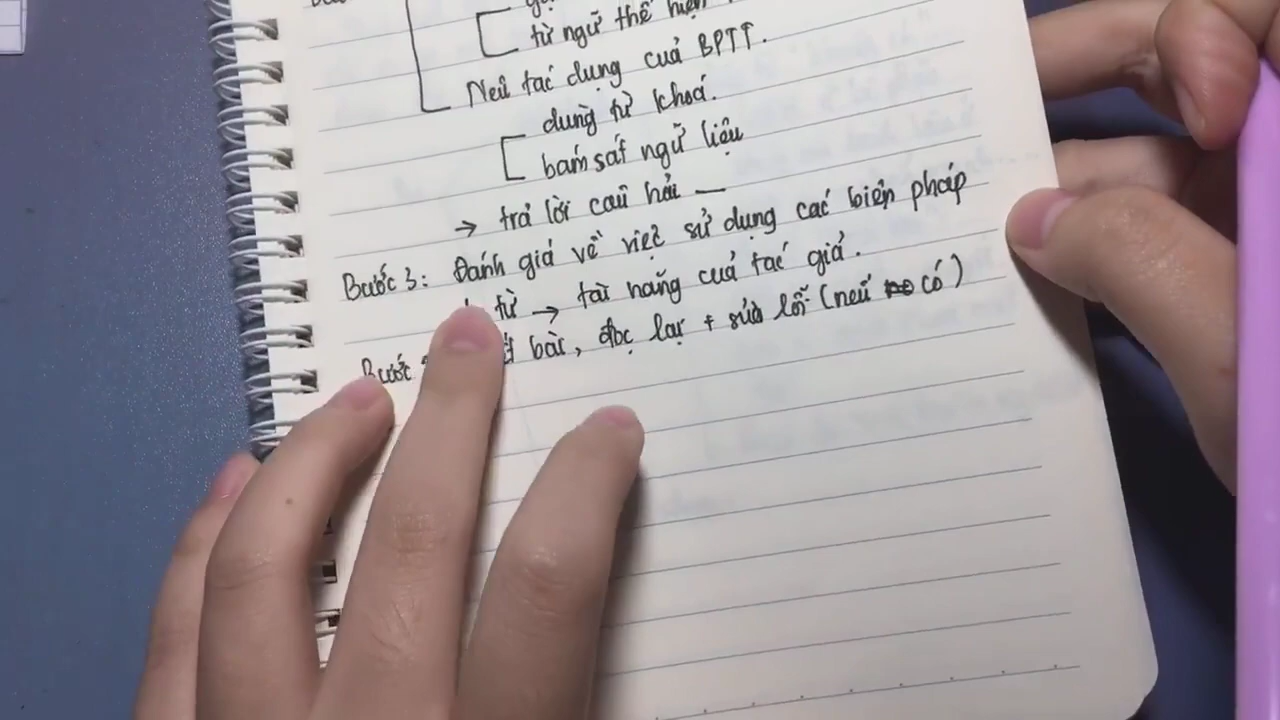 từ ngữ thể hiện
Nêu tác dụng của BPTT.
dùng từ khoá.
bám sát ngữ liệu
→ trả lời câu hỏi —
Bước 3: Đánh giá về việc sử dụng các biện pháp
từ → tài năng của tác giả.
Bước bài, đọc lại + sửa lỗi (nếu có)